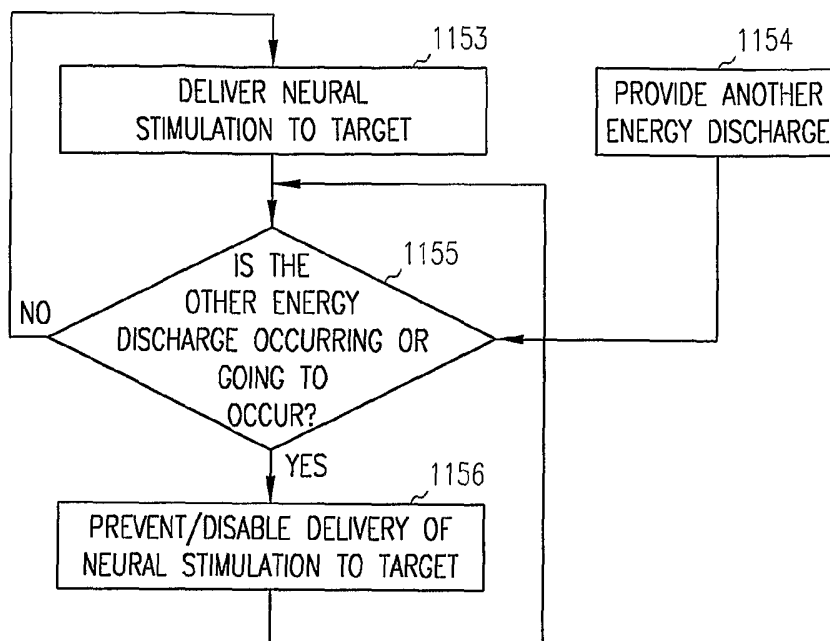 1153
DELIVER NEURAL
STIMULATION TO TARGET
1154
PROVIDE ANOTHER
ENERGY DISCHARGE
1155
IS THE
OTHER ENERGY
DISCHARGE OCCURRING OR
GOING TO
OCCUR?
NO
YES
1156
PREVENT/DISABLE DELIVERY OF
NEURAL STIMULATION TO TARGET